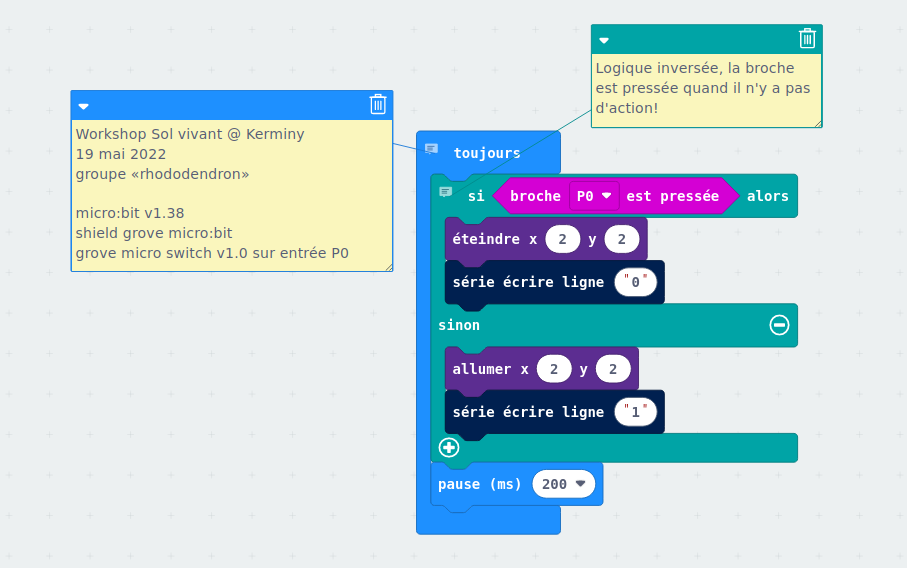 Workshop Sol vivant @ Kerminy
19 mai 2022
groupe «rhododendron»
micro:bit v1.38
shield grove micro:bit
grove micro switch v1.0 sur entrée P0
Logique inversée, la broche
est pressée quand il n'y a pas
d'action!
toujours
si broche P0 est pressée alors
éteindre x 2 y 2
série écrire ligne "0"
sinon
allumer x 2 y 2
série écrire ligne "1"
pause (ms) 200